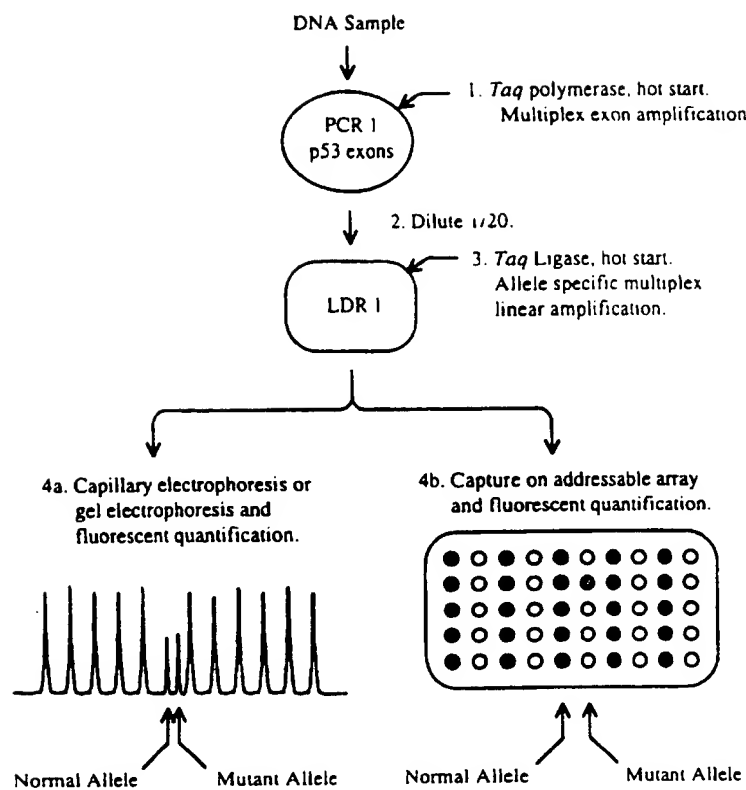 DNA Sample
1. Taq polymerase, hot start.
Multiplex exon amplification
PCR 1
p53 exons
2. Dilute 1/20.
3. Taq Ligase, hot start.
Allele specific multiplex
linear amplification.
LDR 1
4a. Capillary electrophoresis or
gel electrophoresis and
fluorescent quantification.
4b. Capture on addressable array
and fluorescent quantification.
Normal Allele
Mutant Allele
Normal Allele
Mutant Allele